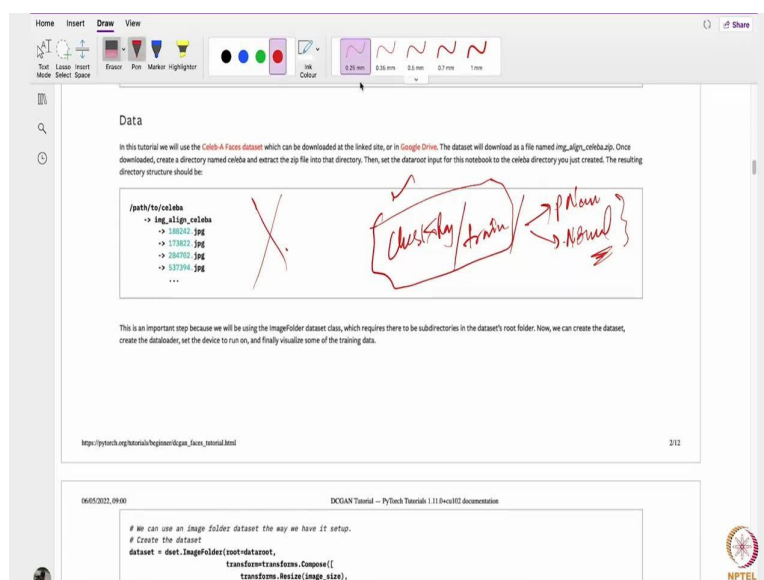 Home Insert Draw View
Share
Text Mode
Lasso Select
Insert Space
Eraser
Pen
Marker
Highlighter
Ink Colour
0.25 mm
0.35 mm
0.5 mm
0.7 mm
1 mm
Data
In this tutorial we will use the Celeb-A Faces dataset which can be downloaded at the linked site, or in Google Drive. The dataset will download as a file named img_align_celeba.zip. Once
downloaded, create a directory named celeba and extract the zip file into that directory. Then, set the dataroot input for this notebook to the celeba directory you just created. The resulting
directory structure should be:
/path/to/celeba
-> img_align_celeba
-> 188242.jpg
-> 173822.jpg
-> 284702.jpg
-> 537394.jpg
...
/train/
This is an important step because we will be using the ImageFolder dataset class, which requires there to be subdirectories in the dataset's root folder. Now, we can create the dataset,
create the dataloader, set the device to run on, and finally visualize some of the training data.
https://pytorch.org/tutorials/beginner/dcgan_faces_tutorial.html
2/12
06/05/2022, 09:00
DCGAN Tutorial — PyTorch Tutorials 1.11.0+cu102 documentation
# We can use an image folder dataset the way we have it setup.
# Create the dataset
dataset = dset.ImageFolder(root=dataroot,
transform=transforms.Compose([
transforms.Resize(image_size),
NPTEL